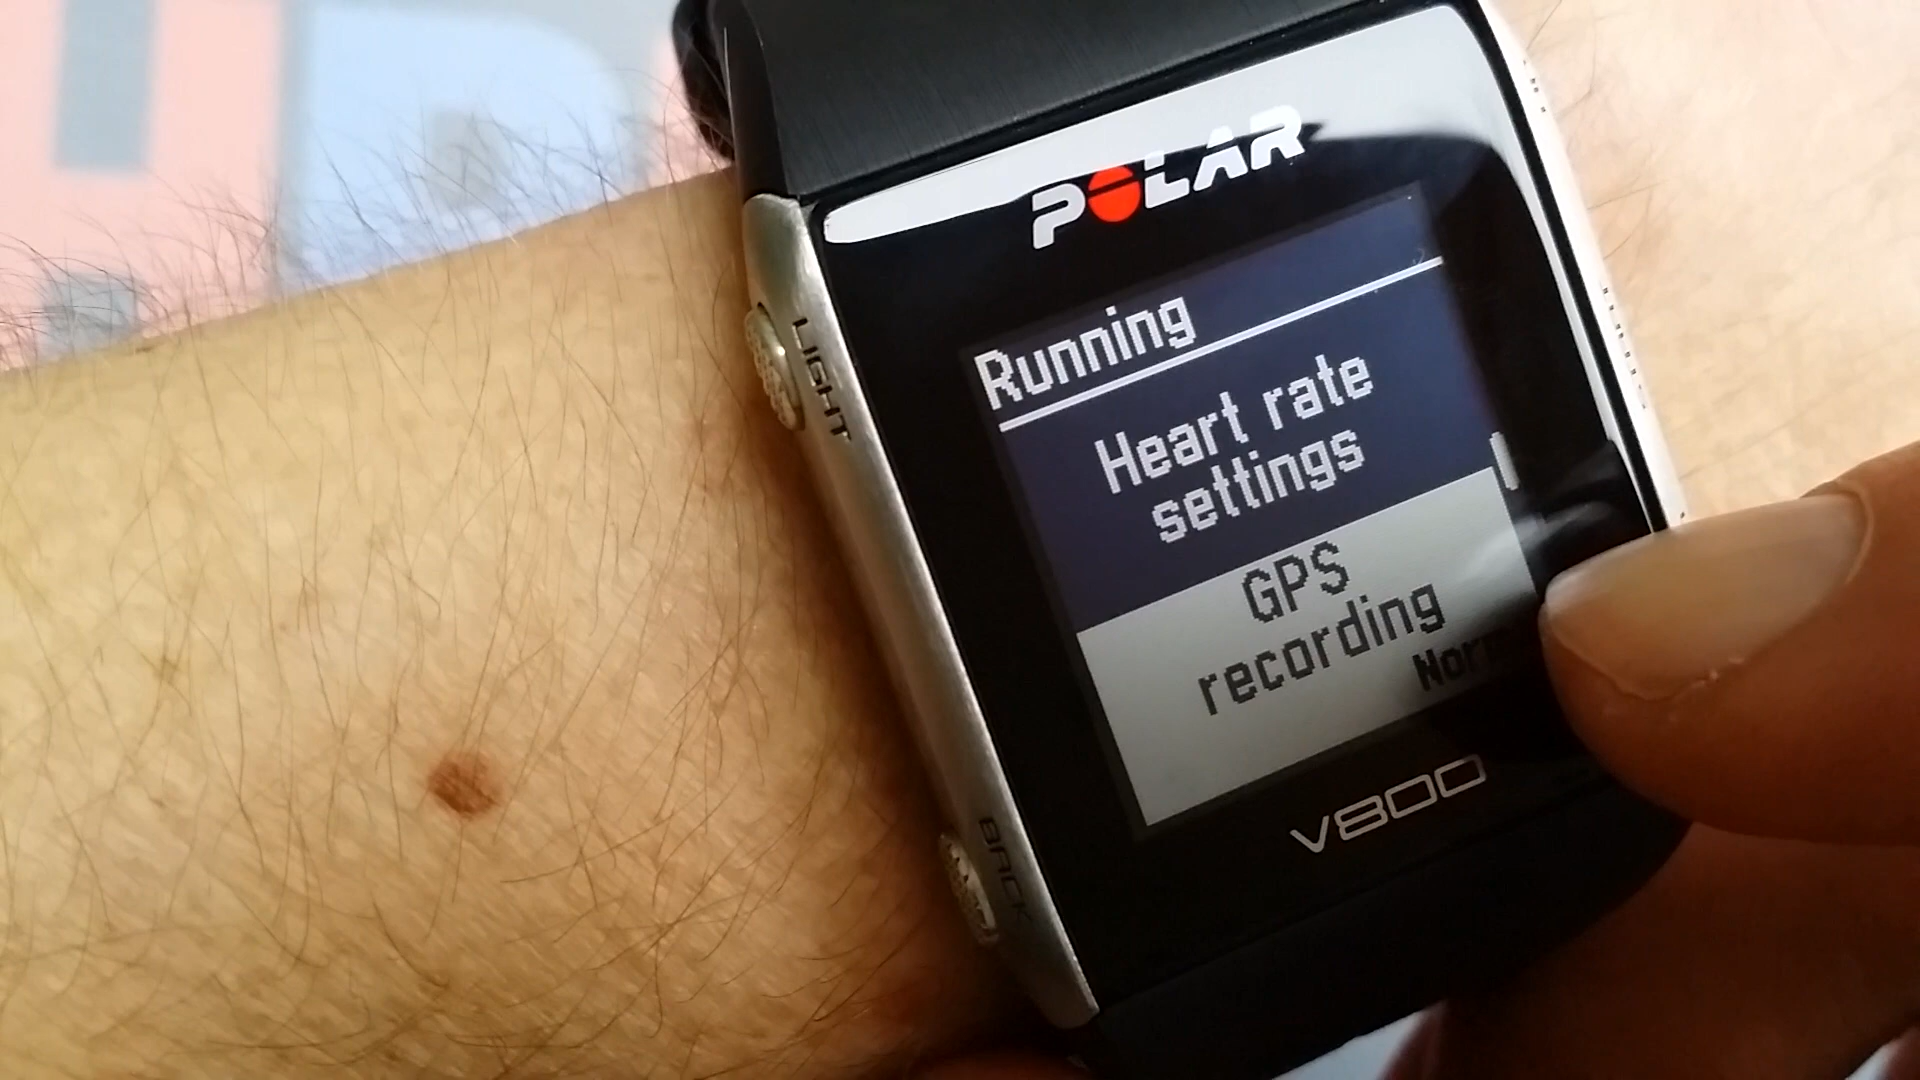 POLAR
LIGHT
Running
Heart rate
settings
GPS
recording
BACK
V800